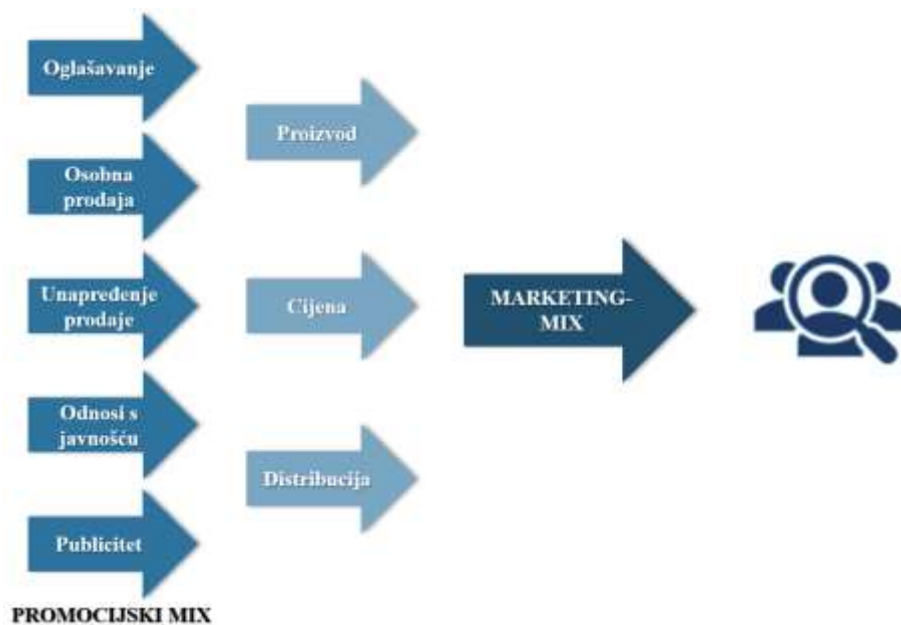 Oglašavanje
Osobna
prodaja
Unapređenje
prodaje
Odnosi s
javnošću
Publicitet
PROMOCIJSKI MIX
Proizvod
Cijena
Distribucija
MARKETING-
MIX